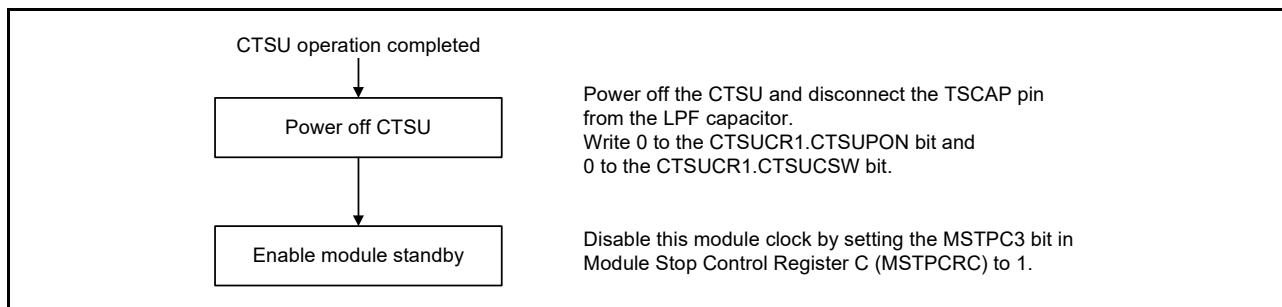 CTSU operation completed
Power off CTSU
Power off the CTSU and disconnect the TSCAP pin
from the LPF capacitor.
Write 0 to the CTSUCR1.CTSUPON bit and
0 to the CTSUCR1.CTSUCSW bit.
Enable module standby
Disable this module clock by setting the MSTPC3 bit in
Module Stop Control Register C (MSTPCRC) to 1.